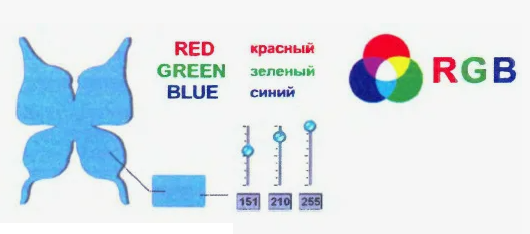 RED красный
GREEN зеленый RGB
BLUE синий
151 210 255